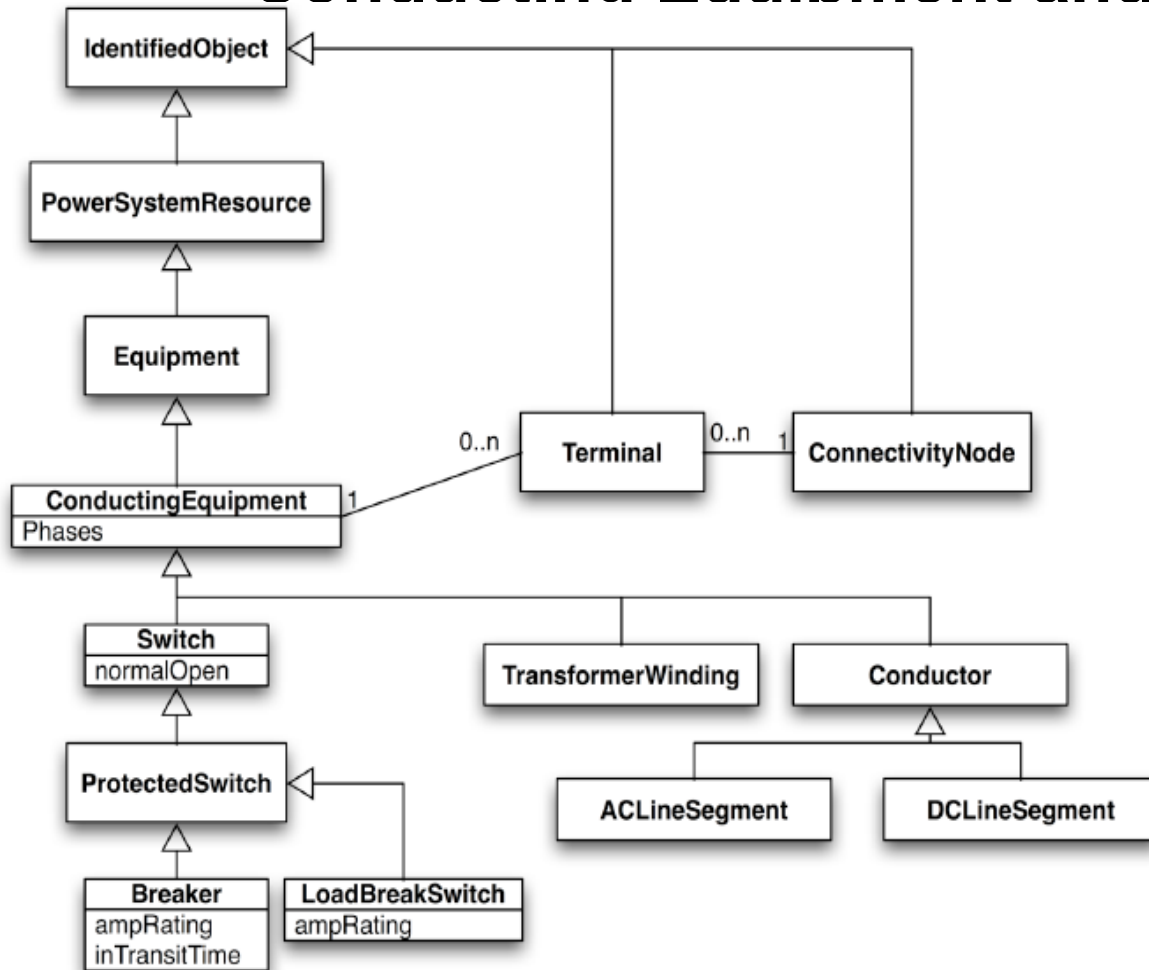 IdentifiedObject
PowerSystemResource
Equipment
0..n
Terminal
0..n
1
ConnectivityNode
ConductingEquipment
1
Phases
Switch
normalOpen
TransformerWinding
Conductor
ProtectedSwitch
ACLineSegment
DCLineSegment
Breaker
ampRating
inTransitTime
LoadBreakSwitch
ampRating